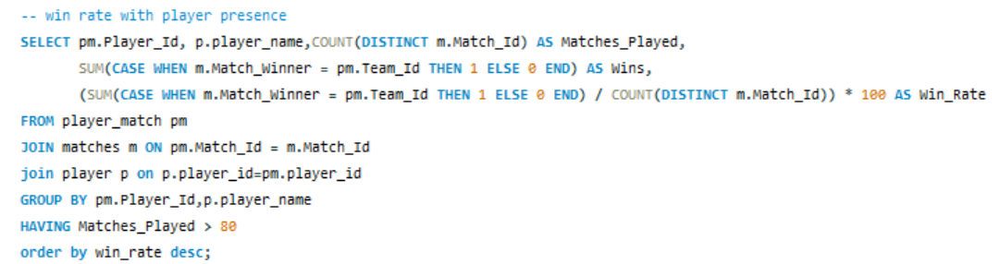 -- win rate with player presence
SELECT pm.Player_Id, p.player_name,COUNT(DISTINCT m.Match_Id) AS Matches_Played,
SUM(CASE WHEN m.Match_Winner = pm.Team_Id THEN 1 ELSE 0 END) AS Wins,
(SUM(CASE WHEN m.Match_Winner = pm.Team_Id THEN 1 ELSE 0 END) / COUNT(DISTINCT m.Match_Id)) * 100 AS Win_Rate
FROM player_match pm
JOIN matches m ON pm.Match_Id = m.Match_Id
join player p on p.player_id=pm.player_id
GROUP BY pm.Player_Id,p.player_name
HAVING Matches_Played > 80
order by win_rate desc;